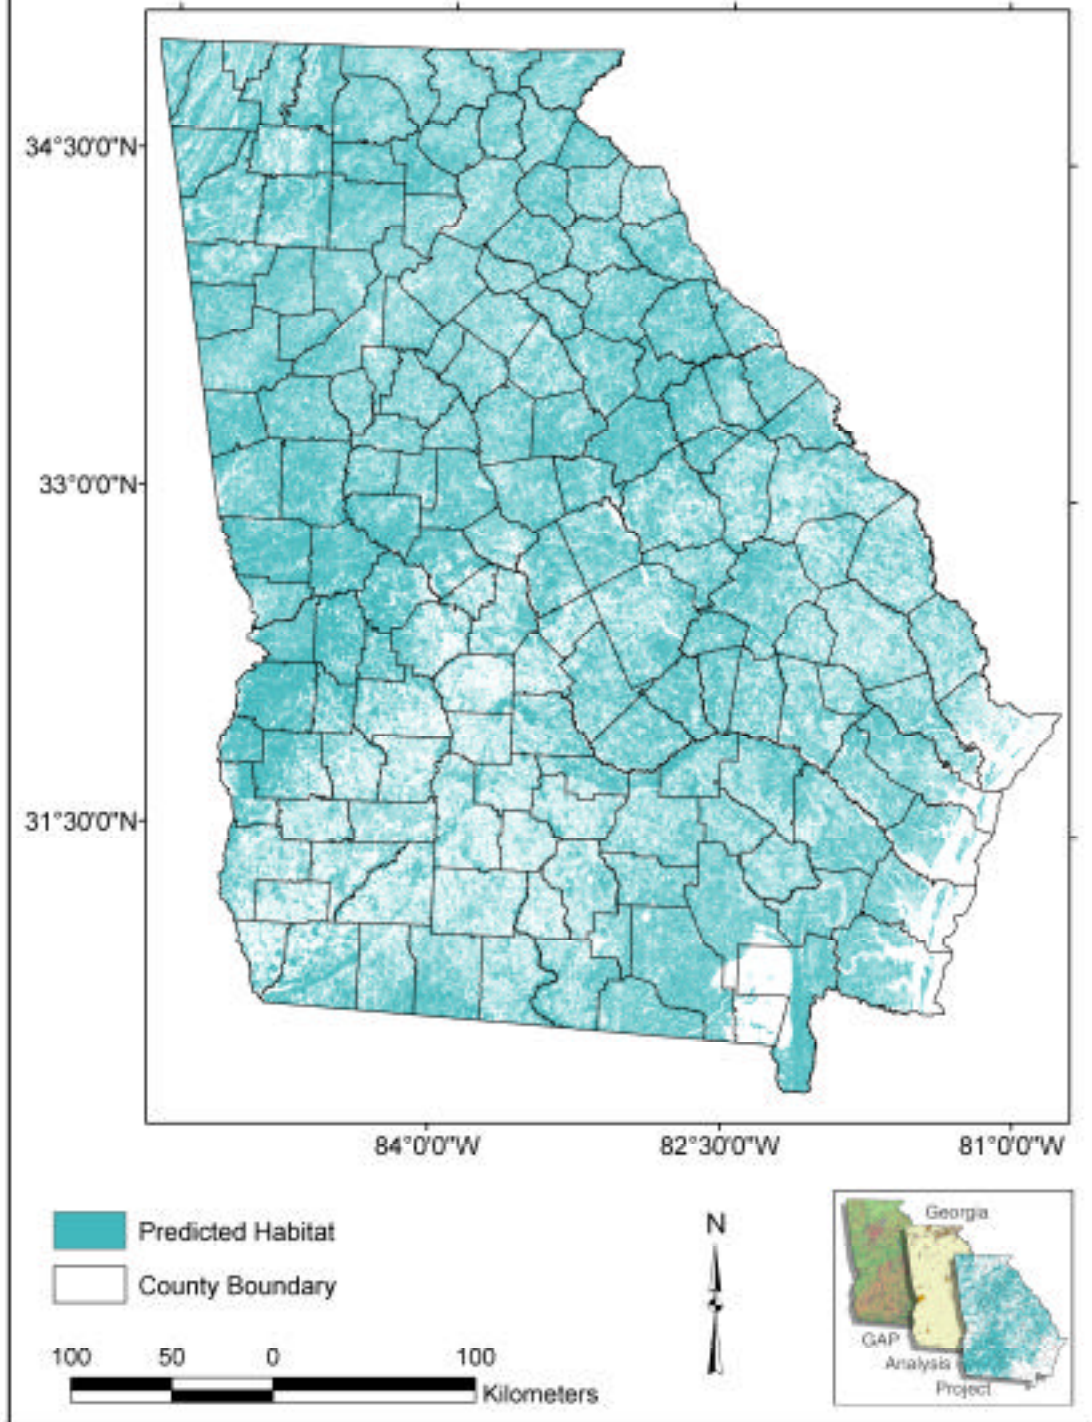 34°30'0"N
33°0'0"N
31°30'0"N
84°0'0"W 82°30'0"W 81°0'0"W
Predicted Habitat
County Boundary
N
100 50 0 100
Kilometers
Georgia
GAP
Analysis
Project